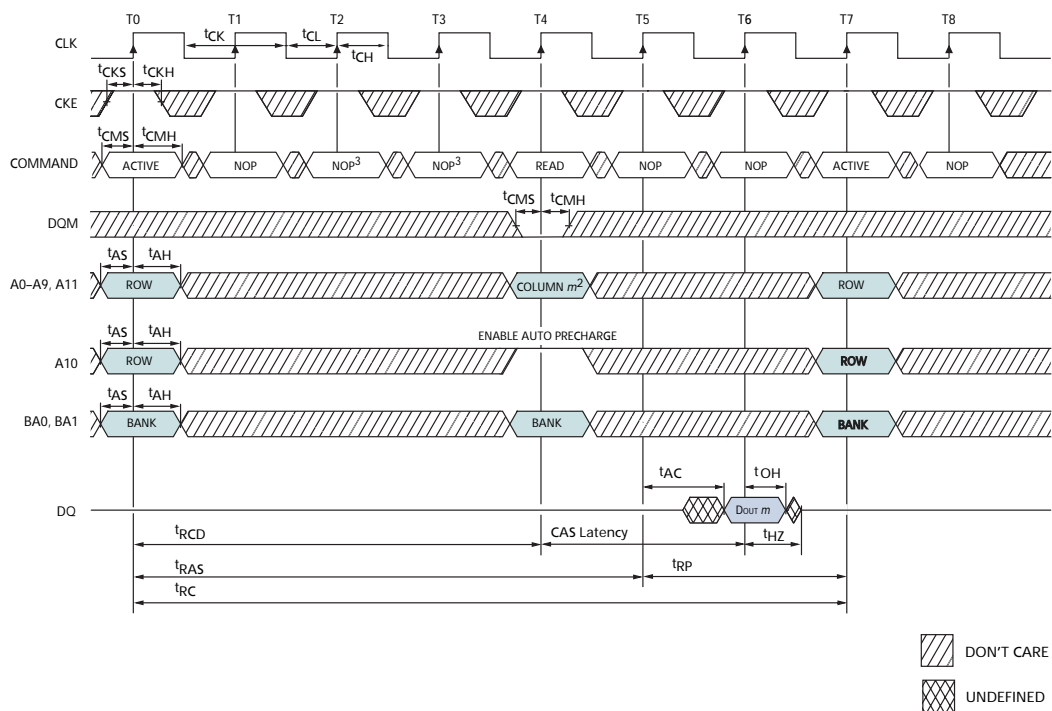 T0 T1 T2 T3 T4 T5 T6 T7 T8
CLK tCK tCL tCH
tCKS tCKH
CKE
tCMS tCMH
COMMAND ACTIVE NOP NOP3 NOP3 READ NOP NOP ACTIVE NOP
tCMS tCMH
DQM
tAS tAH
A0–A9, A11 ROW COLUMN m2 ROW
ENABLE AUTO PRECHARGE
tAS tAH
A10 ROW ROW
tAS tAH
BA0, BA1 BANK BANK BANK
tAC tOH
DQ DOUT m
tRCD CAS Latency tHZ
tRAS tRP
tRC
DON'T CARE
UNDEFINED